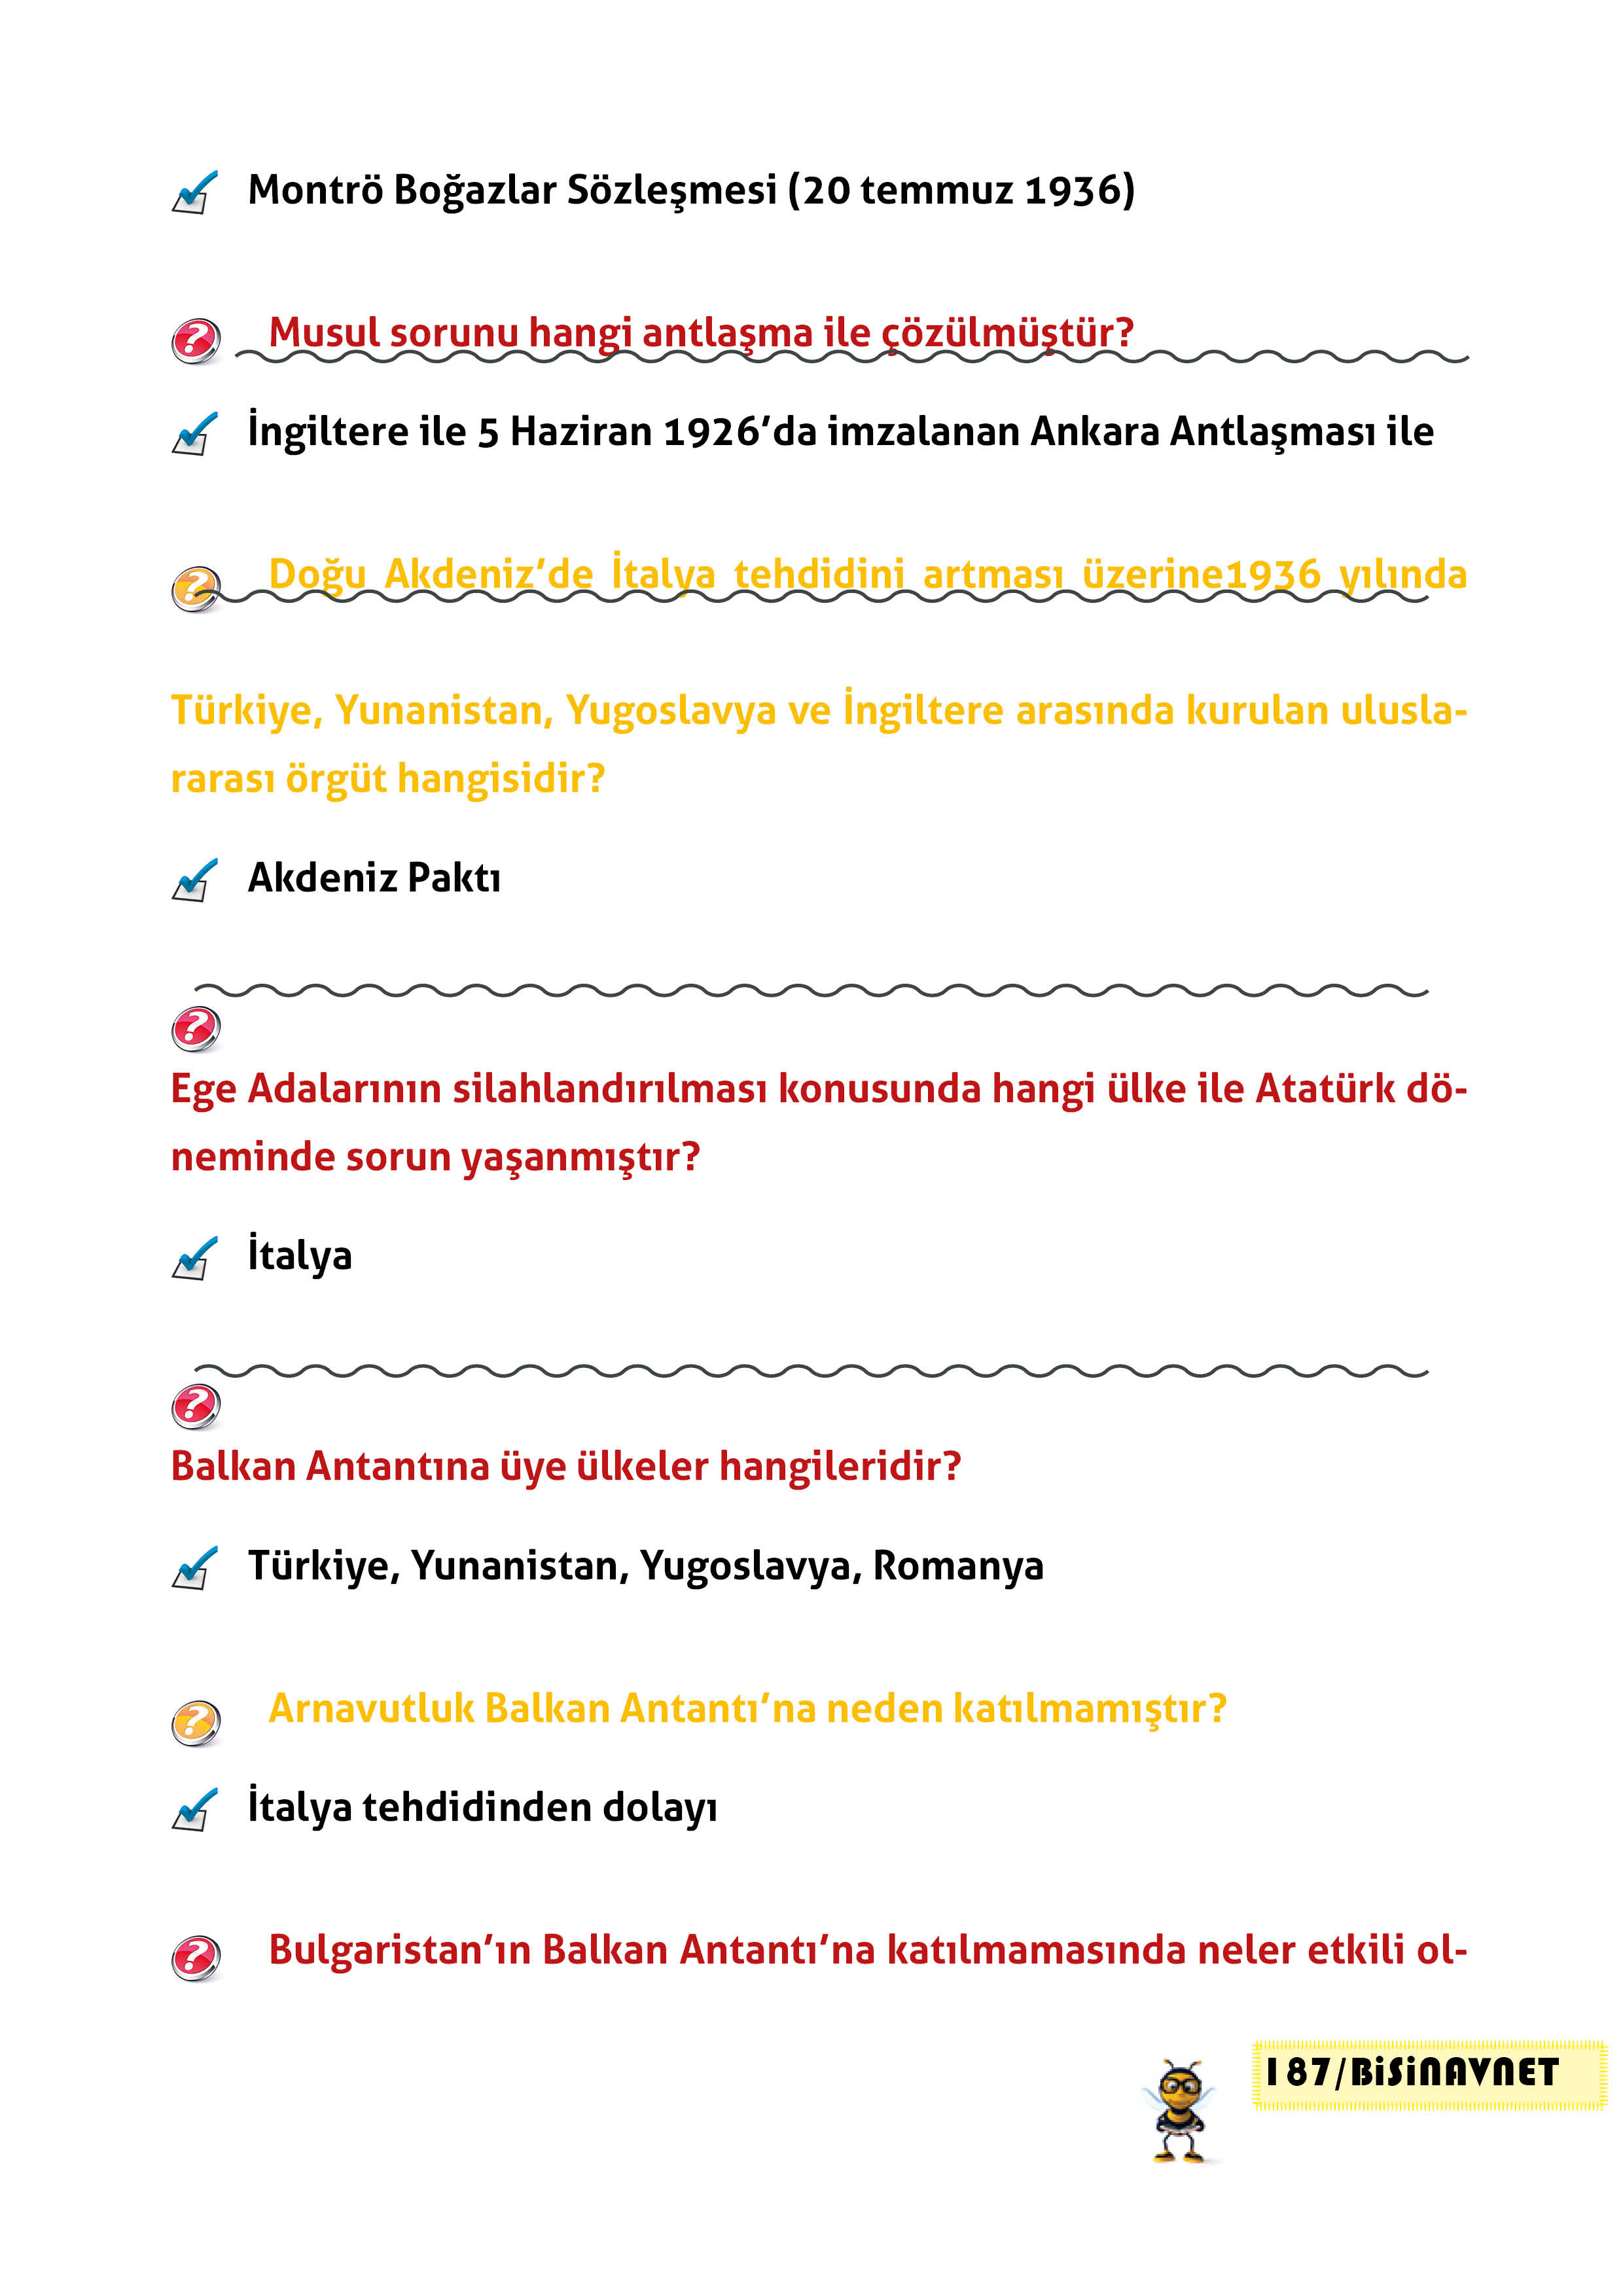 Montrö Boğazlar Sözleşmesi (20 temmuz 1936)
Musul sorunu hangi antlaşma ile çözülmüştür?
İngiltere ile 5 Haziran 1926’da imzalanan Ankara Antlaşması ile
Doğu Akdeniz’de İtalya tehdidini artması üzerine1936 yılında
Türkiye, Yunanistan, Yugoslavya ve İngiltere arasında kurulan ulusla-
rarası örgüt hangisidir?
Akdeniz Paktı
Ege Adalarının silahlandırılması konusunda hangi ülke ile Atatürk dö-
neminde sorun yaşanmıştır?
İtalya
Balkan Antantına üye ülkeler hangileridir?
Türkiye, Yunanistan, Yugoslavya, Romanya
Arnavutluk Balkan Antantı’na neden katılmamıştır?
İtalya tehdidinden dolayı
Bulgaristan’ın Balkan Antantı’na katılmamasında neler etkili ol-
187/BiSiNAVNET